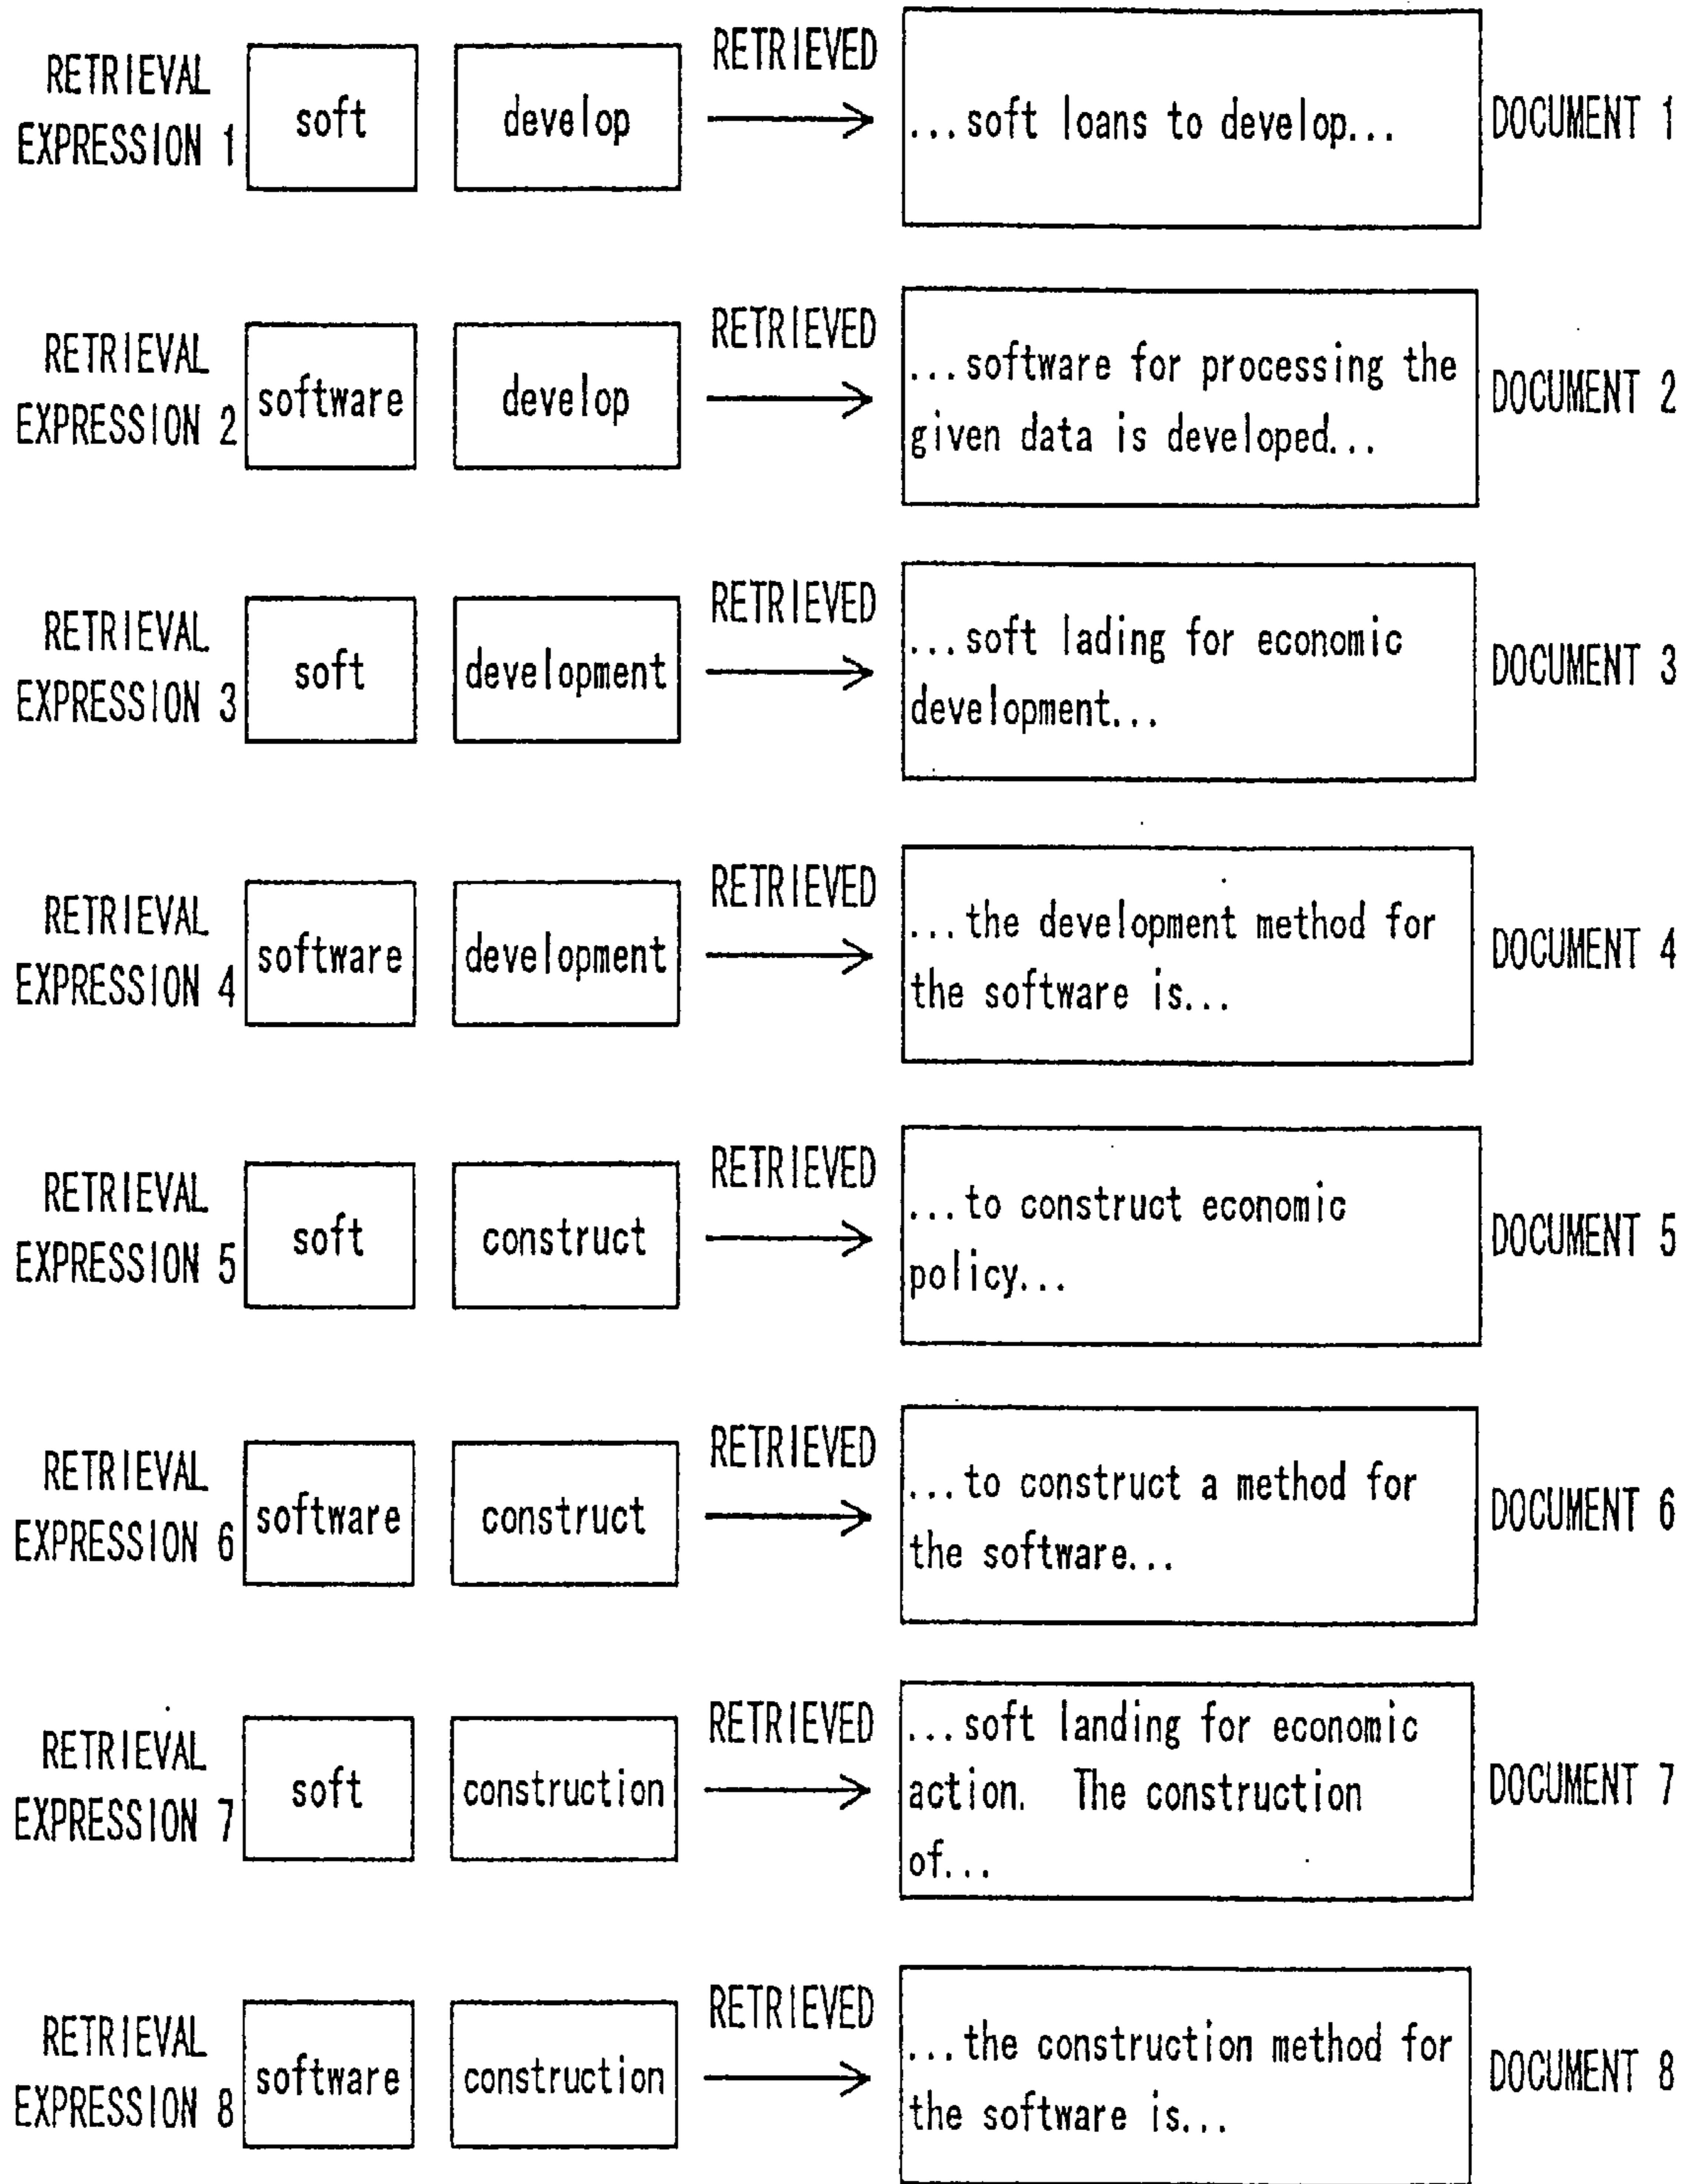 RETRIEVAL
EXPRESSION 1
soft
develop
RETRIEVED
...soft loans to develop...
DOCUMENT 1
RETRIEVAL
EXPRESSION 2
software
develop
RETRIEVED
...software for processing the
given data is developed...
DOCUMENT 2
RETRIEVAL
EXPRESSION 3
soft
development
RETRIEVED
...soft lading for economic
development...
DOCUMENT 3
RETRIEVAL
EXPRESSION 4
software
development
RETRIEVED
...the development method for
the software is...
DOCUMENT 4
RETRIEVAL
EXPRESSION 5
soft
construct
RETRIEVED
...to construct economic
policy...
DOCUMENT 5
RETRIEVAL
EXPRESSION 6
software
construct
RETRIEVED
...to construct a method for
the software...
DOCUMENT 6
RETRIEVAL
EXPRESSION 7
soft
construction
RETRIEVED
...soft landing for economic
action. The construction
of...
DOCUMENT 7
RETRIEVAL
EXPRESSION 8
software
construction
RETRIEVED
...the construction method for
the software is...
DOCUMENT 8